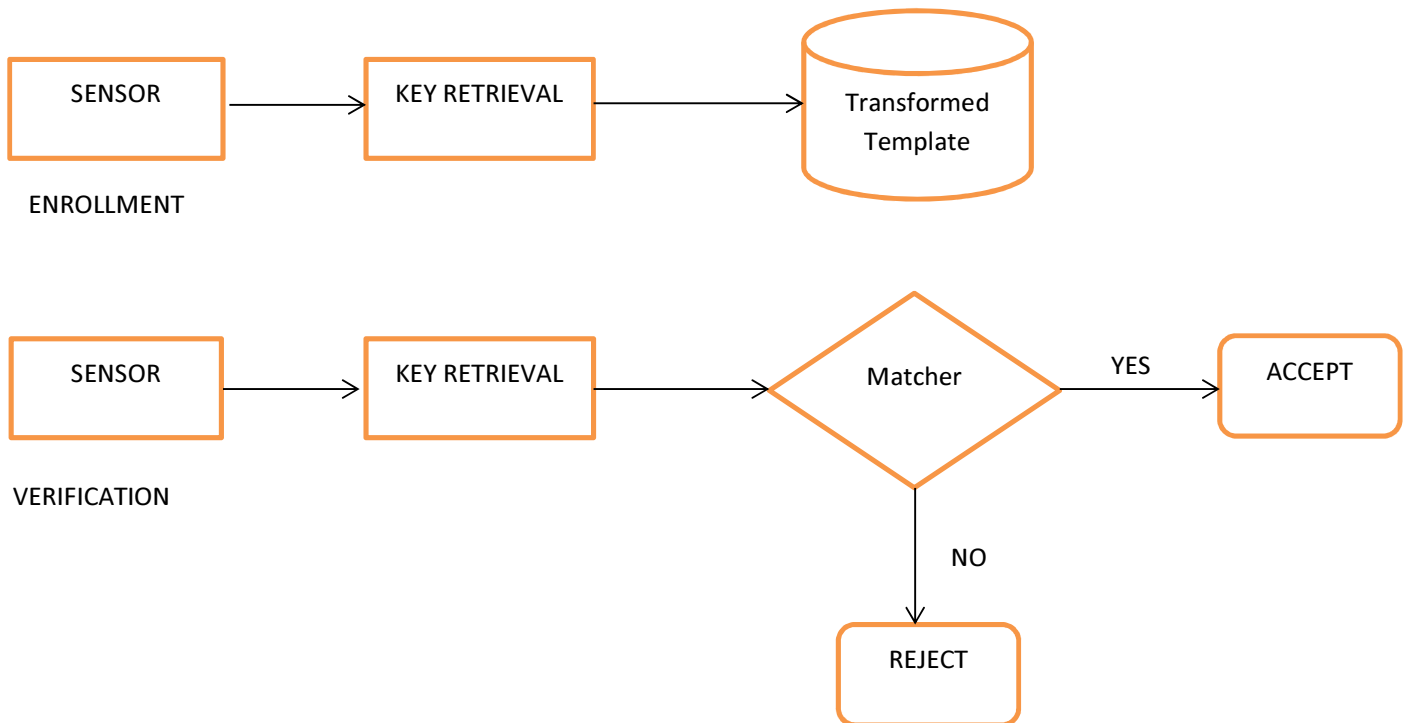 SENSOR
KEY RETRIEVAL
Transformed
Template
ENROLLMENT
SENSOR
KEY RETRIEVAL
Matcher
YES
ACCEPT
VERIFICATION
NO
REJECT